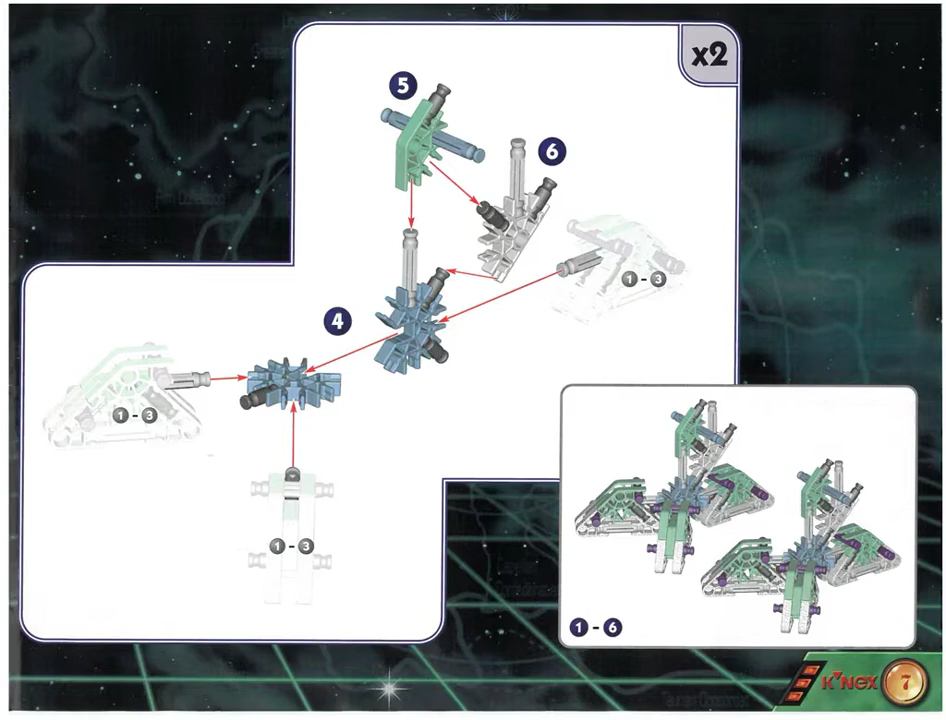 x2
5
6
1 - 3
4
1 - 3
1 - 3
1 - 6
K'NEX 7